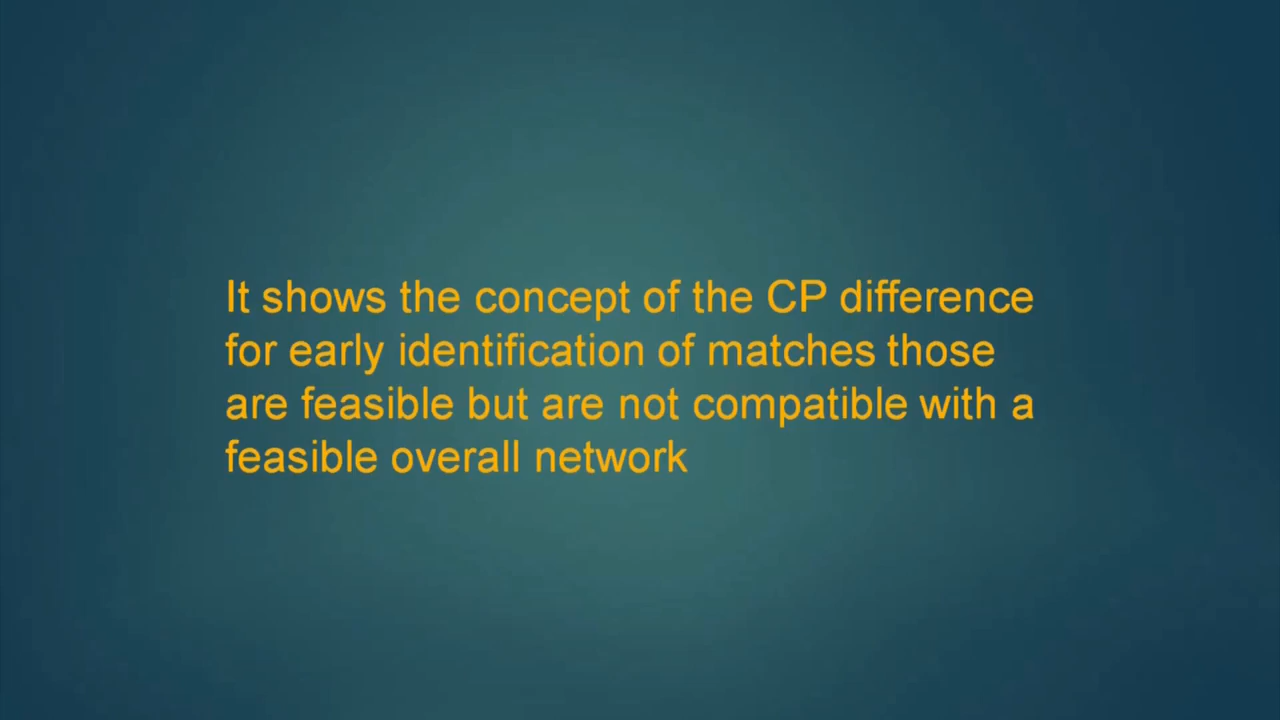 It shows the concept of the CP difference
for early identification of matches those
are feasible but are not compatible with a
feasible overall network